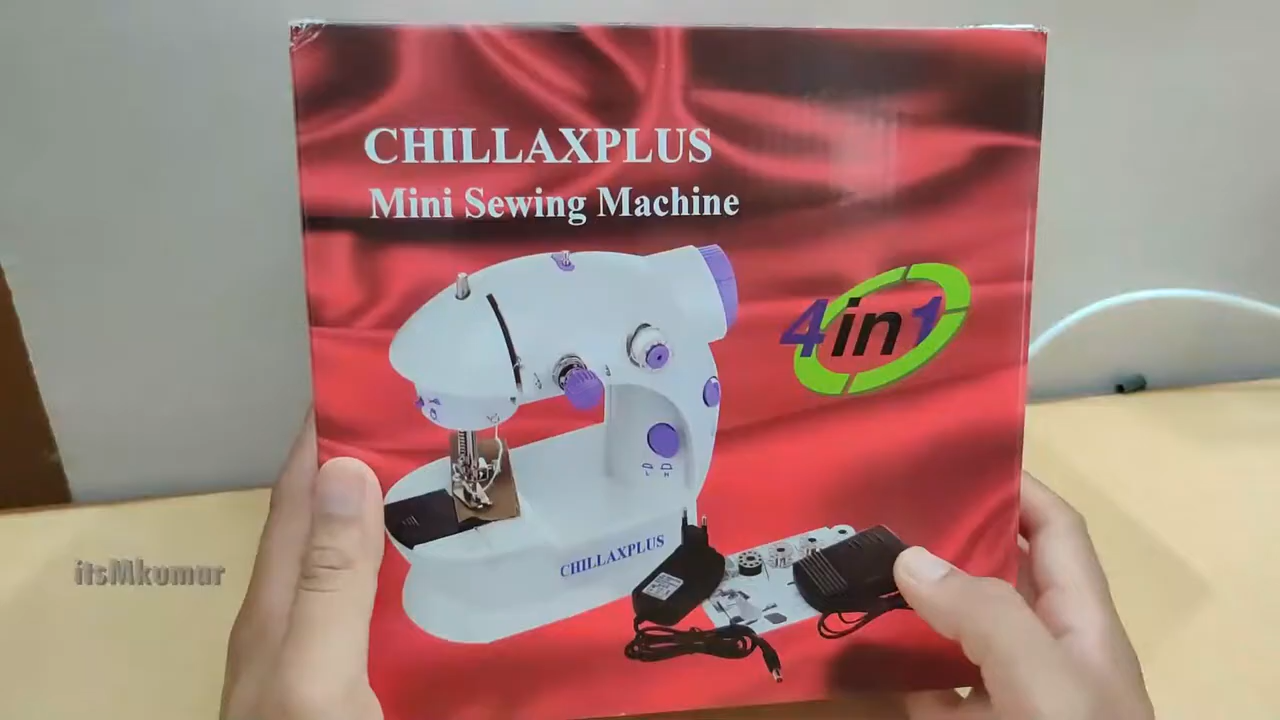 CHILLAXPLUS
Mini Sewing Machine
4in1
L H
CHILLAXPLUS
itsMkumar